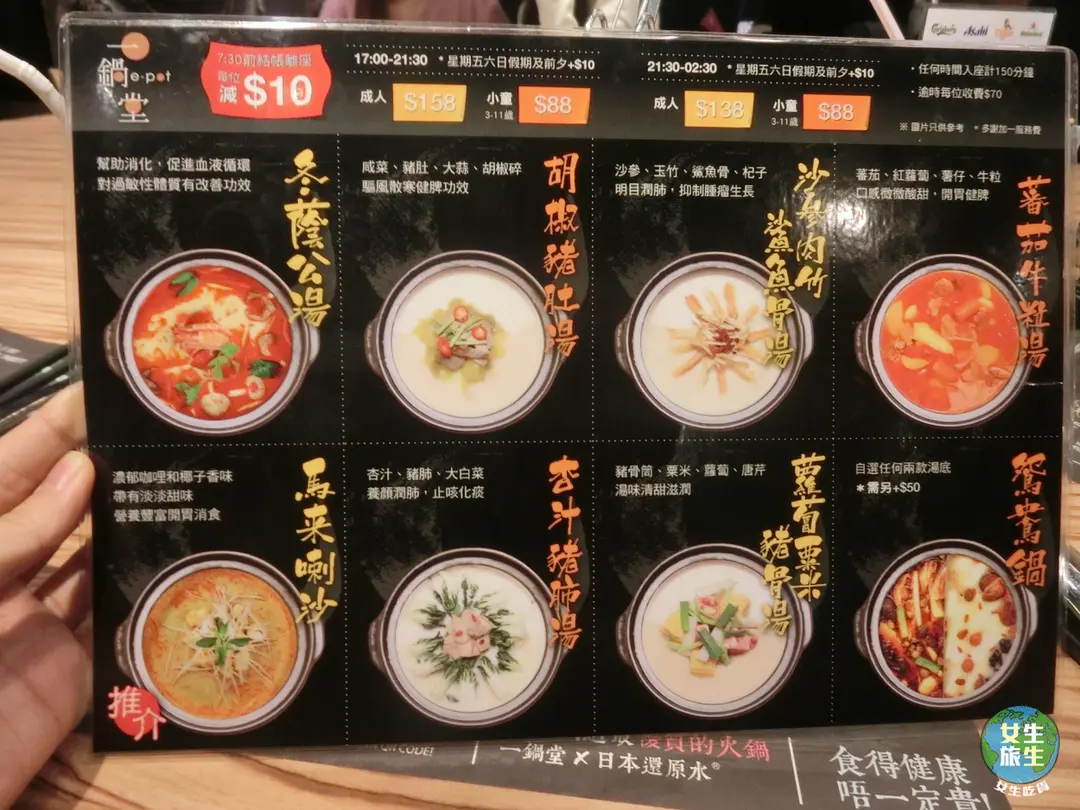 一鍋堂
e-pot
7:30前結帳離座
每位
減 $10
17:00-21:30 *星期五六日假期及前夕+$10
成人 $158
小童 $88
3-11歲
21:30-02:30 *星期五六日假期及前夕+$10
成人 $138
小童 $88
3-11歲
・任何時間入座計150分鐘
・逾時每位收費$70
※ 圖片只供參考 *多謝加一服務費
Carlsberg
Asahi
冬蔭公湯
幫助消化，促進血液循環
對過敏性體質有改善功效
胡椒豬肚湯
咸菜、豬肚、大蒜、胡椒碎
驅風散寒健脾功效
沙參肉竹
鯊魚骨湯
沙參、玉竹、鯊魚骨、杞子
明目潤肺，抑制腫瘤生長
蕃茄牛粒湯
蕃茄、紅蘿蔔、薯仔、牛粒
口感微微酸甜，開胃健脾
馬来喇沙
濃郁咖哩和椰子香味
帶有淡淡甜味
營養豐富開胃消食
推介
杏汁豬肺湯
杏汁、豬肺、大白菜
養顏潤肺，止咳化痰
蘿蔔粟米
豬骨湯
豬骨筒、粟米、蘿蔔、唐芹
湯味清甜滋潤
鴛鴦鍋
自選任何兩款湯底
*需另+$50
QR CODE!
優質的火鍋
一鍋堂 × 日本還原水®
食得健康
唔一定貴!
女生旅生
女生吃貨